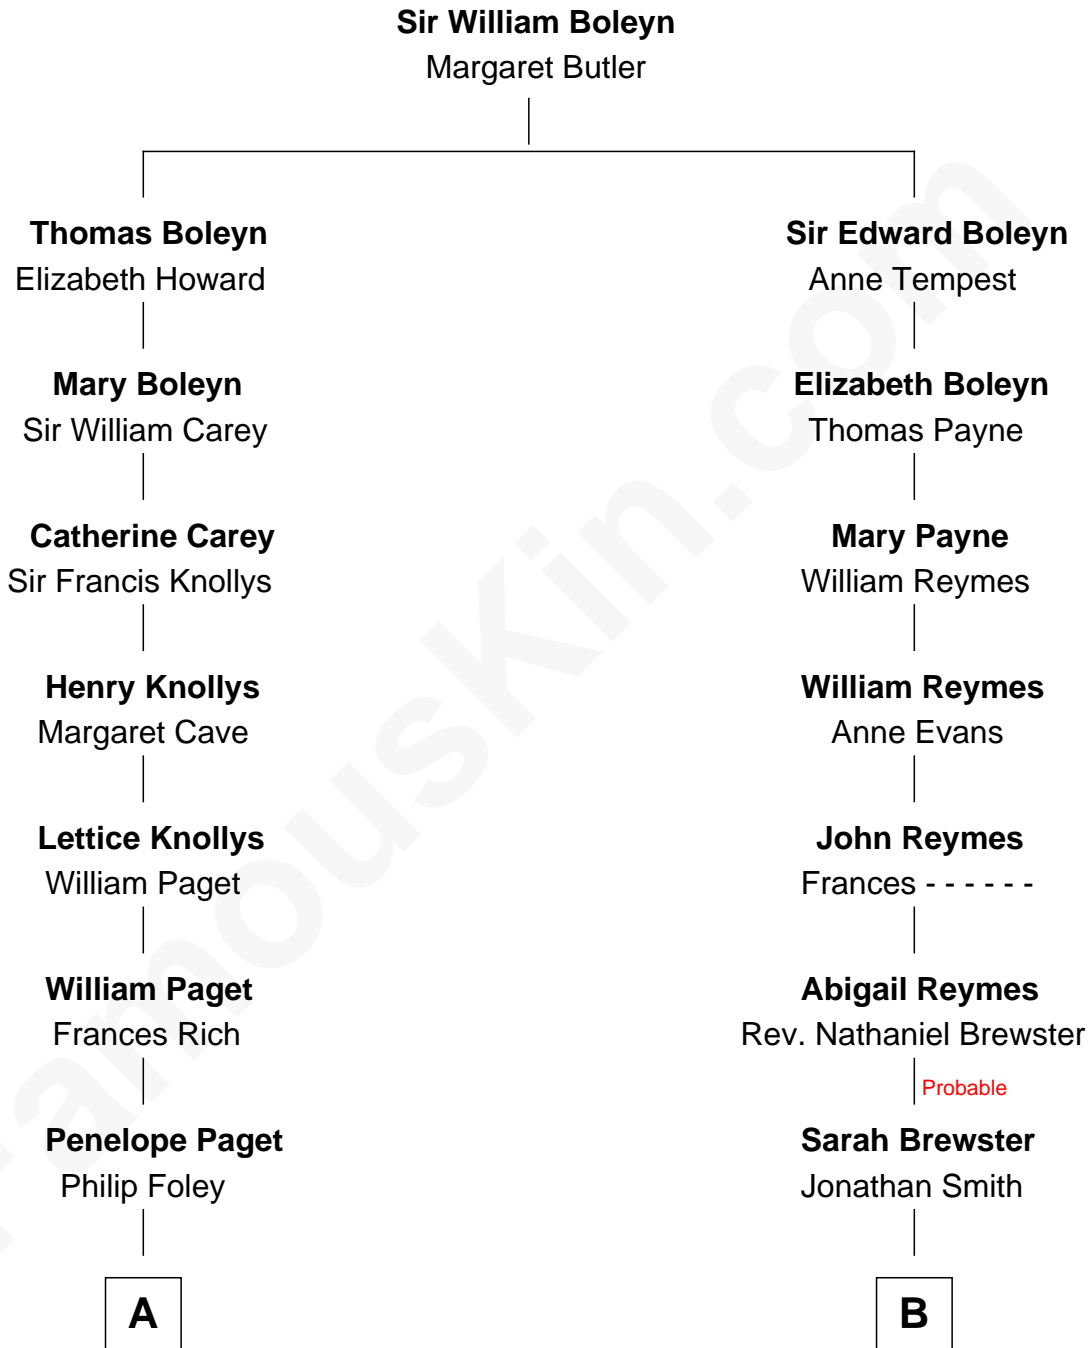 Sir William Boleyn
Margaret Butler
Thomas Boleyn
Elizabeth Howard
Sir Edward Boleyn
Anne Tempest
Mary Boleyn
Sir William Carey
Elizabeth Boleyn
Thomas Payne
Catherine Carey
Sir Francis Knollys
Mary Payne
William Reymes
Henry Knollys
Margaret Cave
William Reymes
Anne Evans
Lettice Knollys
William Paget
John Reymes
Frances - - - - - -
William Paget
Frances Rich
Abigail Reymes
Rev. Nathaniel Brewster
Probable
Penelope Paget
Philip Foley
Sarah Brewster
Jonathan Smith
A
B
FamousKin.com